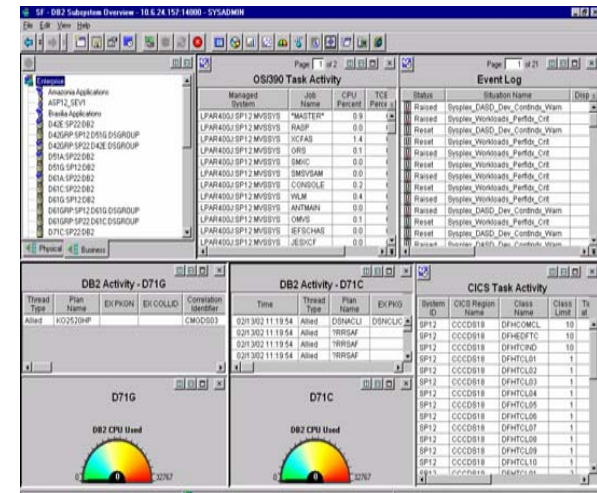 SF - DB2 Subsystem Overview - 10.6.24.157:14000 - SYSADMIN
File Edit View Help
Enterprise
Amazonia Applications
ASP12_SEV1
Brasilia Applications
D42E:SP22:DB2
D42GRP:SP22:D51G:DSGROUP
D42GRP:SP22:D42E:DSGROUP
D51A:SP22:DB2
D51G:SP12:DB2
D61A:SP22:DB2
D61C:SP22:DB2
D61G:SP12:DB2
D61GRP:SP12:D61G:DSGROUP
D61GRP:SP12:D61C:DSGROUP
D71C:SP22:DB2
Physical Business
Page 1 of 2
OS/390 Task Activity
Managed System Job Name CPU Percent TCB
LPAR400J:SP12:MVSSYS *MASTER* 0.9
LPAR400J:SP12:MVSSYS RASP 0.0
LPAR400J:SP12:MVSSYS XCFAS 1.4
LPAR400J:SP12:MVSSYS GRS 0.1
LPAR400J:SP12:MVSSYS SMXC 0.0
LPAR400J:SP12:MVSSYS SMSVSAM 0.0
LPAR400J:SP12:MVSSYS CONSOLE 0.2
LPAR400J:SP12:MVSSYS WLM 0.4
LPAR400J:SP12:MVSSYS ANTMAIN 0.0
LPAR400J:SP12:MVSSYS OMVS 0.1
LPAR400J:SP12:MVSSYS IEFSCHAS 0.0
LPAR400J:SP12:MVSSYS JESXCF 0.0
Page 1 of 21
Event Log
Status Situation Name Disp
Raised Sysplex_DASD_Dev_ContIndx_Warn
Raised Sysplex_Workloads_PerfIdx_Crit
Reset Sysplex_Workloads_PerfIdx_Crit
Raised Sysplex_Workloads_PerfIdx_Crit
Reset Sysplex_DASD_Dev_ContIndx_Warn
Raised Sysplex_Workloads_PerfIdx_Crit
Reset Sysplex_Workloads_PerfIdx_Crit
Raised Sysplex_DASD_Dev_ContIndx_Warn
Raised Sysplex_Workloads_PerfIdx_Crit
Reset Sysplex_Workloads_PerfIdx_Crit
Reset Sysplex_DASD_Dev_ContIndx_Warn
DB2 Activity - D71G
Thread Type Plan Name EX PKGN EX COLLID Correlation Identifier
Allied KO2520HP CMGDS03
DB2 Activity - D71C
Time Thread Type Plan Name EX PKG
02/13/02 11:19:54 Allied DSNACLI DSNCLIC
02/13/02 11:19:54 Allied ?RRSAF
02/13/02 11:19:54 Allied ?RRSAF
02/13/02 11:19:54 Allied ?RRSAF
CICS Task Activity
System ID CICS Region Name Class Name Class Limit
SP12 CCCDS18 DFHCOMCL 10
SP12 CCCDS18 DFHEDFTC 10
SP12 CCCDS18 DFHTCIND 10
SP12 CCCDS18 DFHTCL01 1
SP12 CCCDS18 DFHTCL02 1
SP12 CCCDS18 DFHTCL03 1
SP12 CCCDS18 DFHTCL04 1
SP12 CCCDS18 DFHTCL05 1
SP12 CCCDS18 DFHTCL06 1
SP12 CCCDS18 DFHTCL07 1
SP12 CCCDS18 DFHTCL08 1
SP12 CCCDS18 DFHTCL09 1
SP12 CCCDS18 DFHTCL10 1
D71G
DB2 CPU Used
0 0 32767
D71C
DB2 CPU Used
0 0 32767